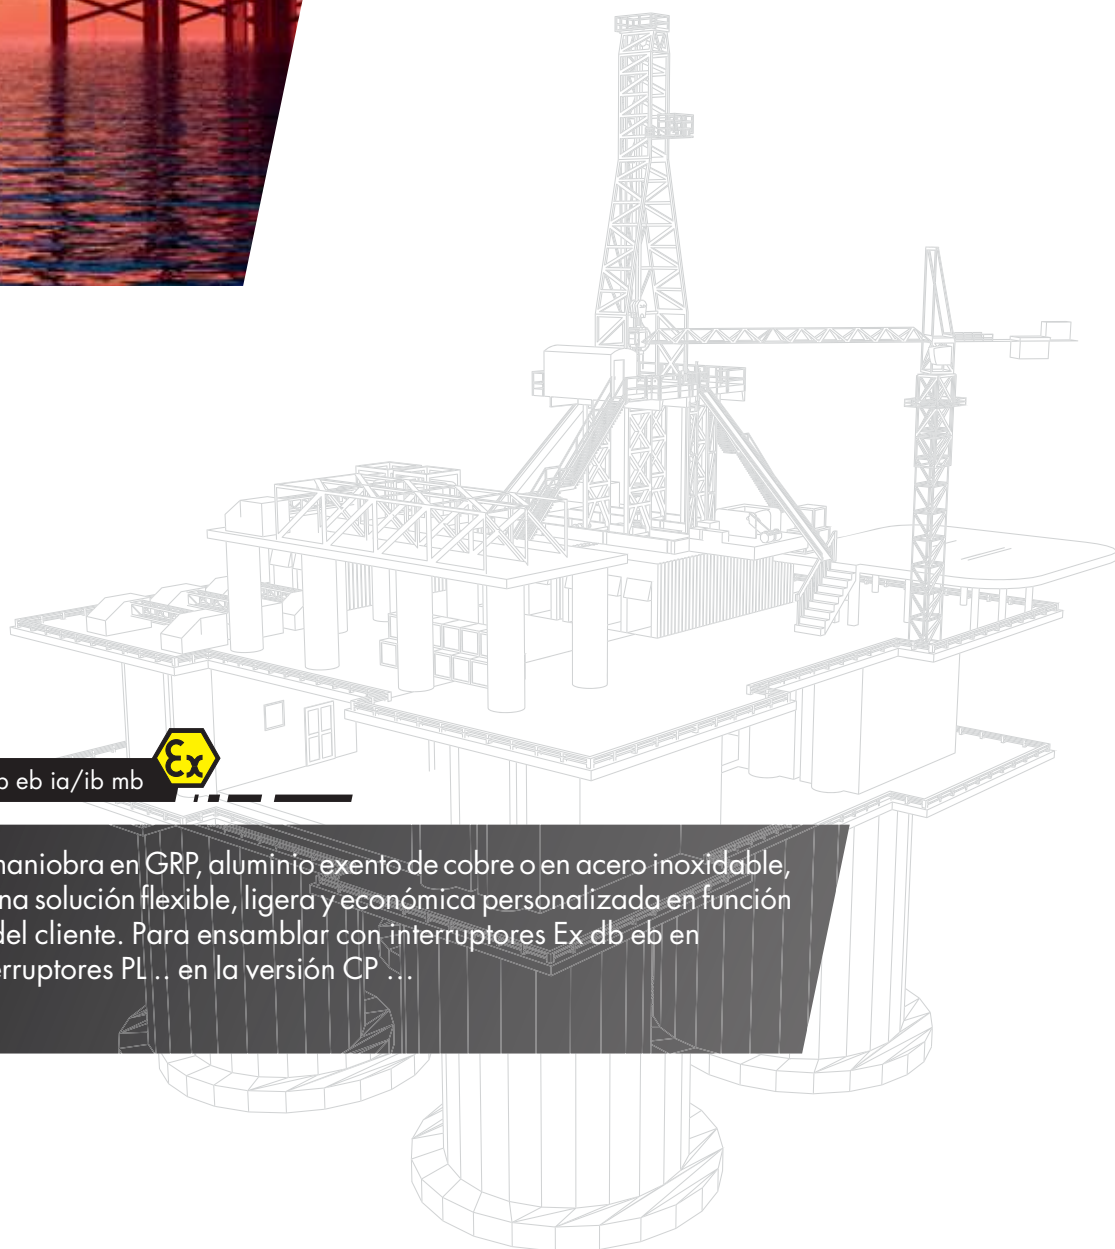 eb ia/ib mb
εx
maniobra en GRP, aluminio exento de cobre o en acero inoxidable,
na solución flexible, ligera y económica personalizada en función
del cliente. Para ensamblar con interruptores Ex db eb en
erruptores PL .. en la versión CP ...